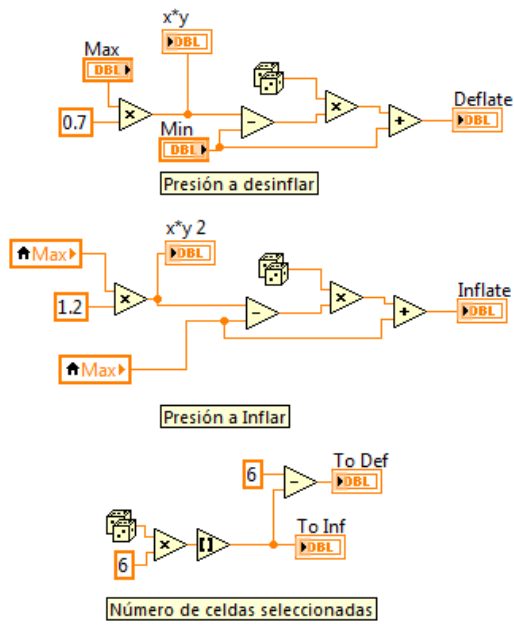 x*y
Max
DBL
DBL
0.7
×
Min
DBL
−
×
+
Deflate
DBL
Presión a desinflar
x*y 2
Max
DBL
1.2
×
−
×
+
Inflate
DBL
Max
Presión a Inflar
To Def
6
−
DBL
To Inf
×
[ ]
DBL
6
Número de celdas seleccionadas